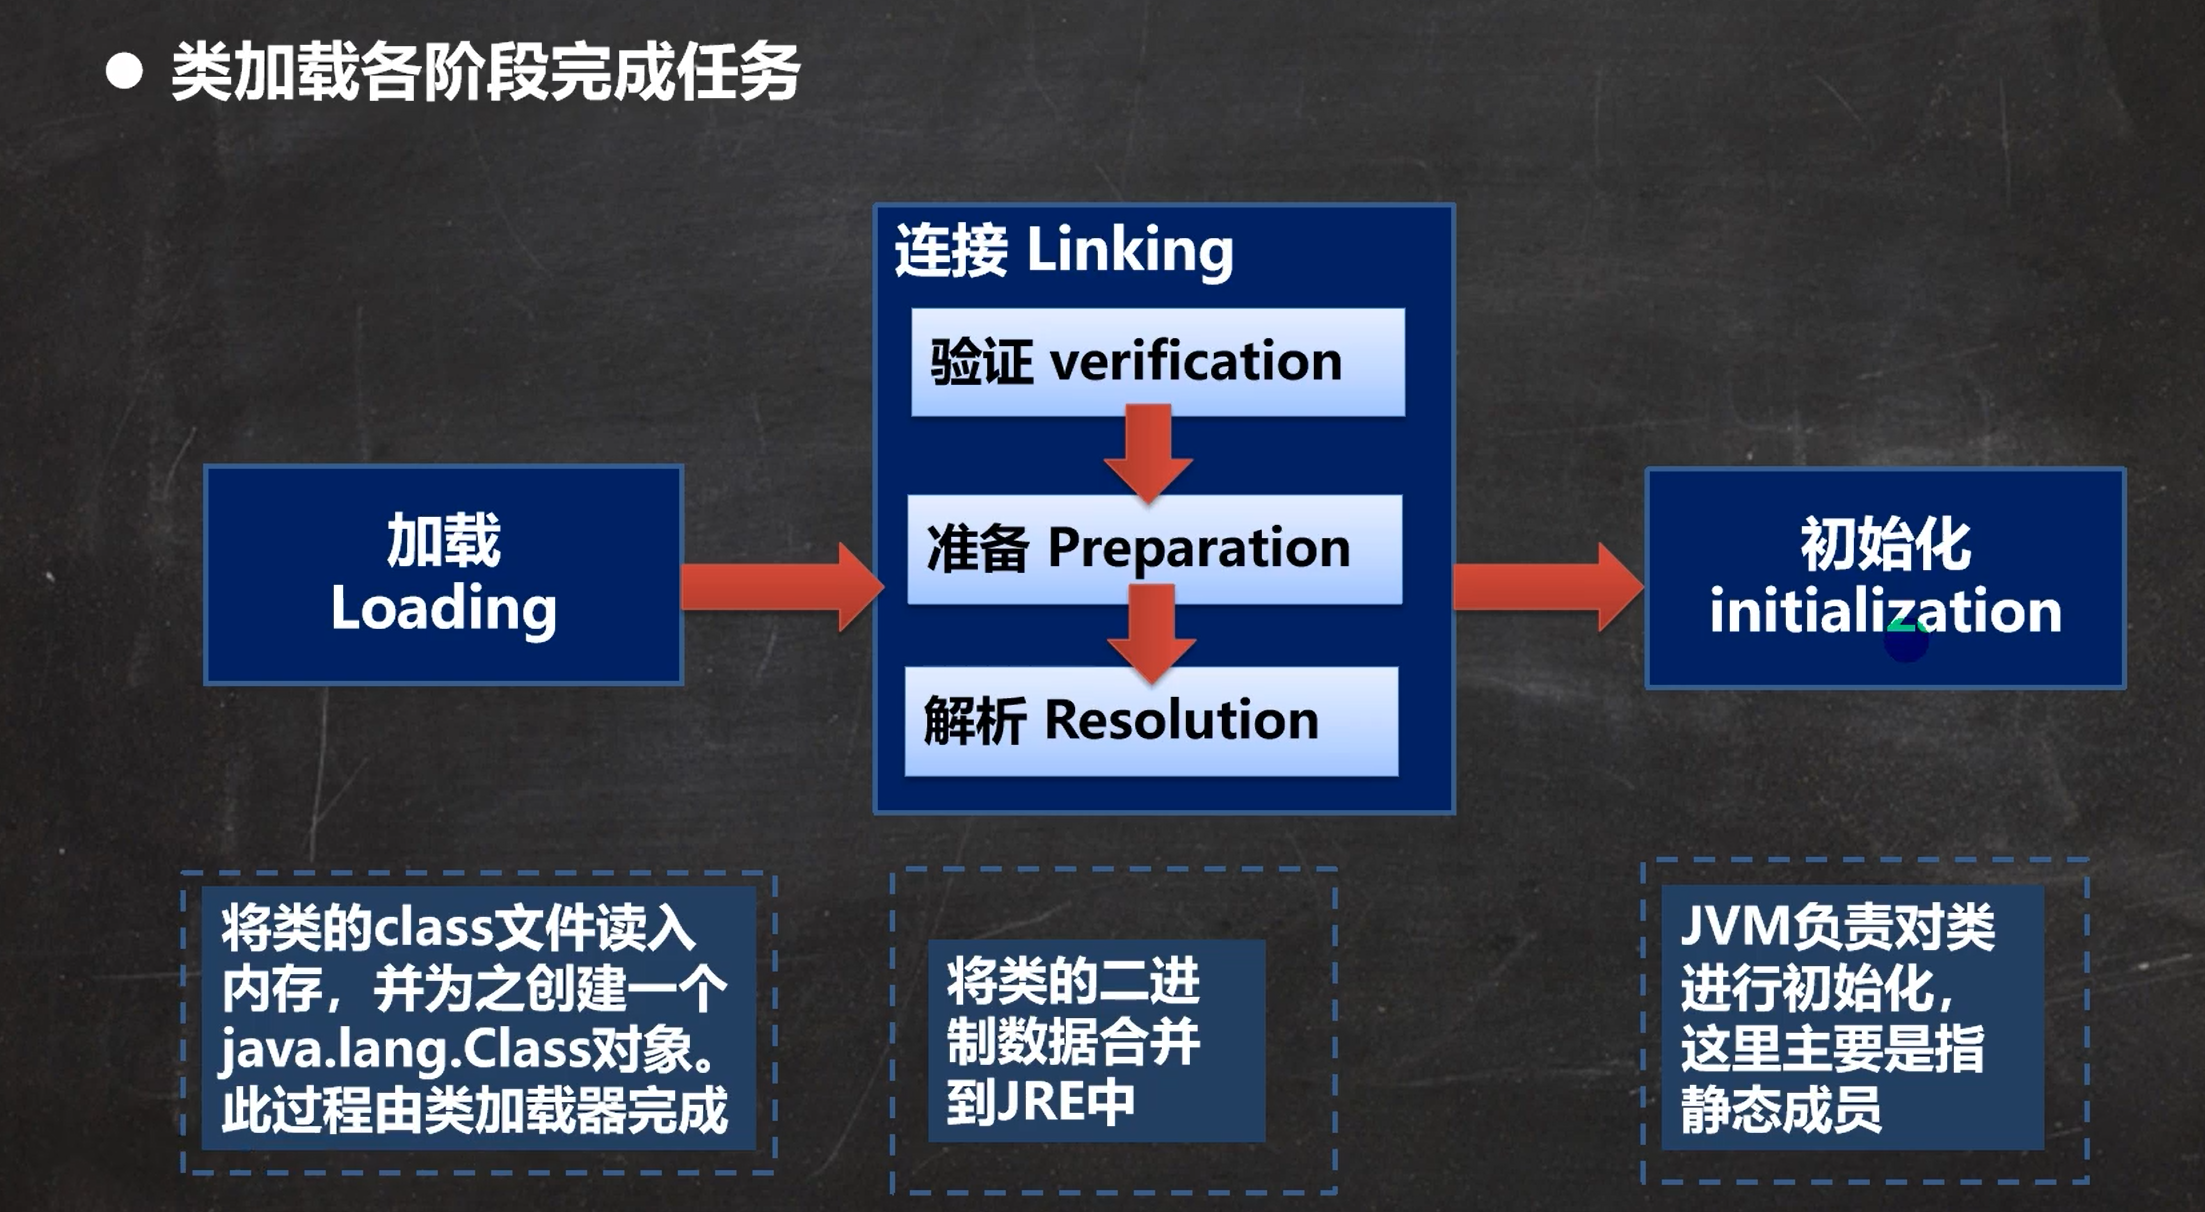 类加载各阶段完成任务
加载
Loading
连接 Linking
验证 verification
准备 Preparation
解析 Resolution
初始化
initialization
将类的class文件读入
内存，并为之创建一个
java.lang.Class对象。
此过程由类加载器完成
将类的二进
制数据合并
到JRE中
JVM负责对类
进行初始化，
这里主要是指
静态成员